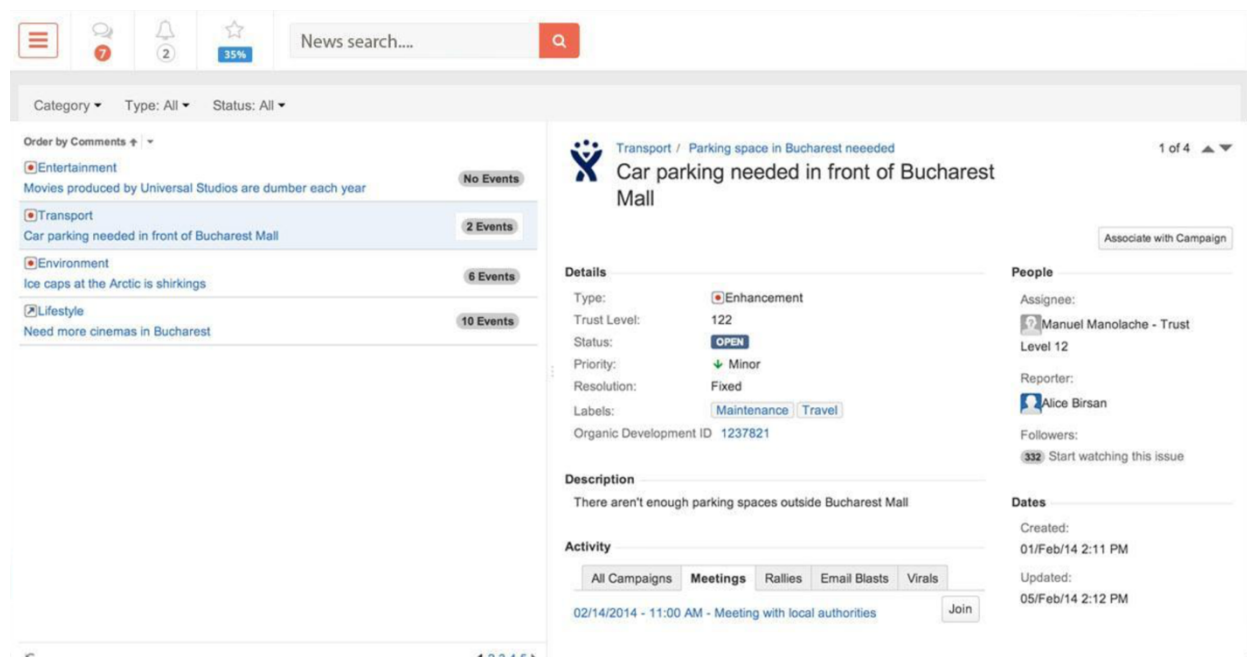 7
2
35%
News search....
Category
Type: All
Status: All
Order by Comments
Entertainment
Movies produced by Universal Studios are dumber each year
No Events
Transport
Car parking needed in front of Bucharest Mall
2 Events
Environment
Ice caps at the Arctic is shirkings
6 Events
Lifestyle
Need more cinemas in Bucharest
10 Events
Transport / Parking space in Bucharest neeeded
1 of 4
Car parking needed in front of Bucharest
Mall
Associate with Campaign
Details
Type: Enhancement
Trust Level: 122
Status: OPEN
Priority: Minor
Resolution: Fixed
Labels: Maintenance Travel
Organic Development ID 1237821
Description
There aren't enough parking spaces outside Bucharest Mall
Activity
All Campaigns Meetings Rallies Email Blasts Virals
02/14/2014 - 11:00 AM - Meeting with local authorities
Join
People
Assignee:
Manuel Manolache - Trust
Level 12
Reporter:
Alice Birsan
Followers:
332 Start watching this issue
Dates
Created:
01/Feb/14 2:11 PM
Updated:
05/Feb/14 2:12 PM